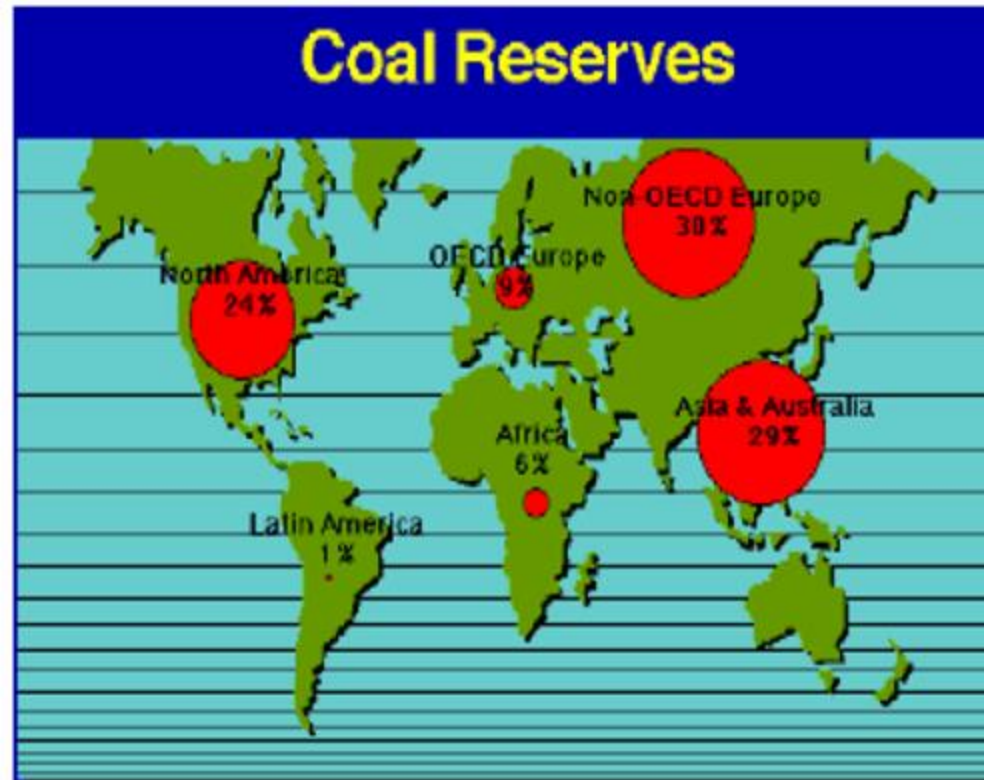 Coal Reserves
Non-OECD Europe
30%
OECD Europe
9%
North America
24%
Asia & Australia
29%
Africa
6%
Latin America
1%